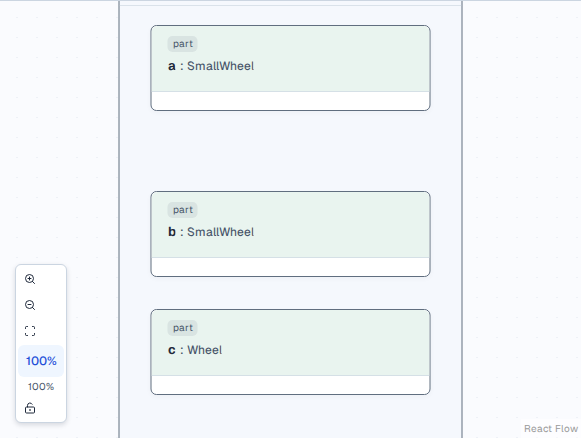 part
a : SmallWheel
part
b : SmallWheel
part
c : Wheel
100%
100%
React Flow